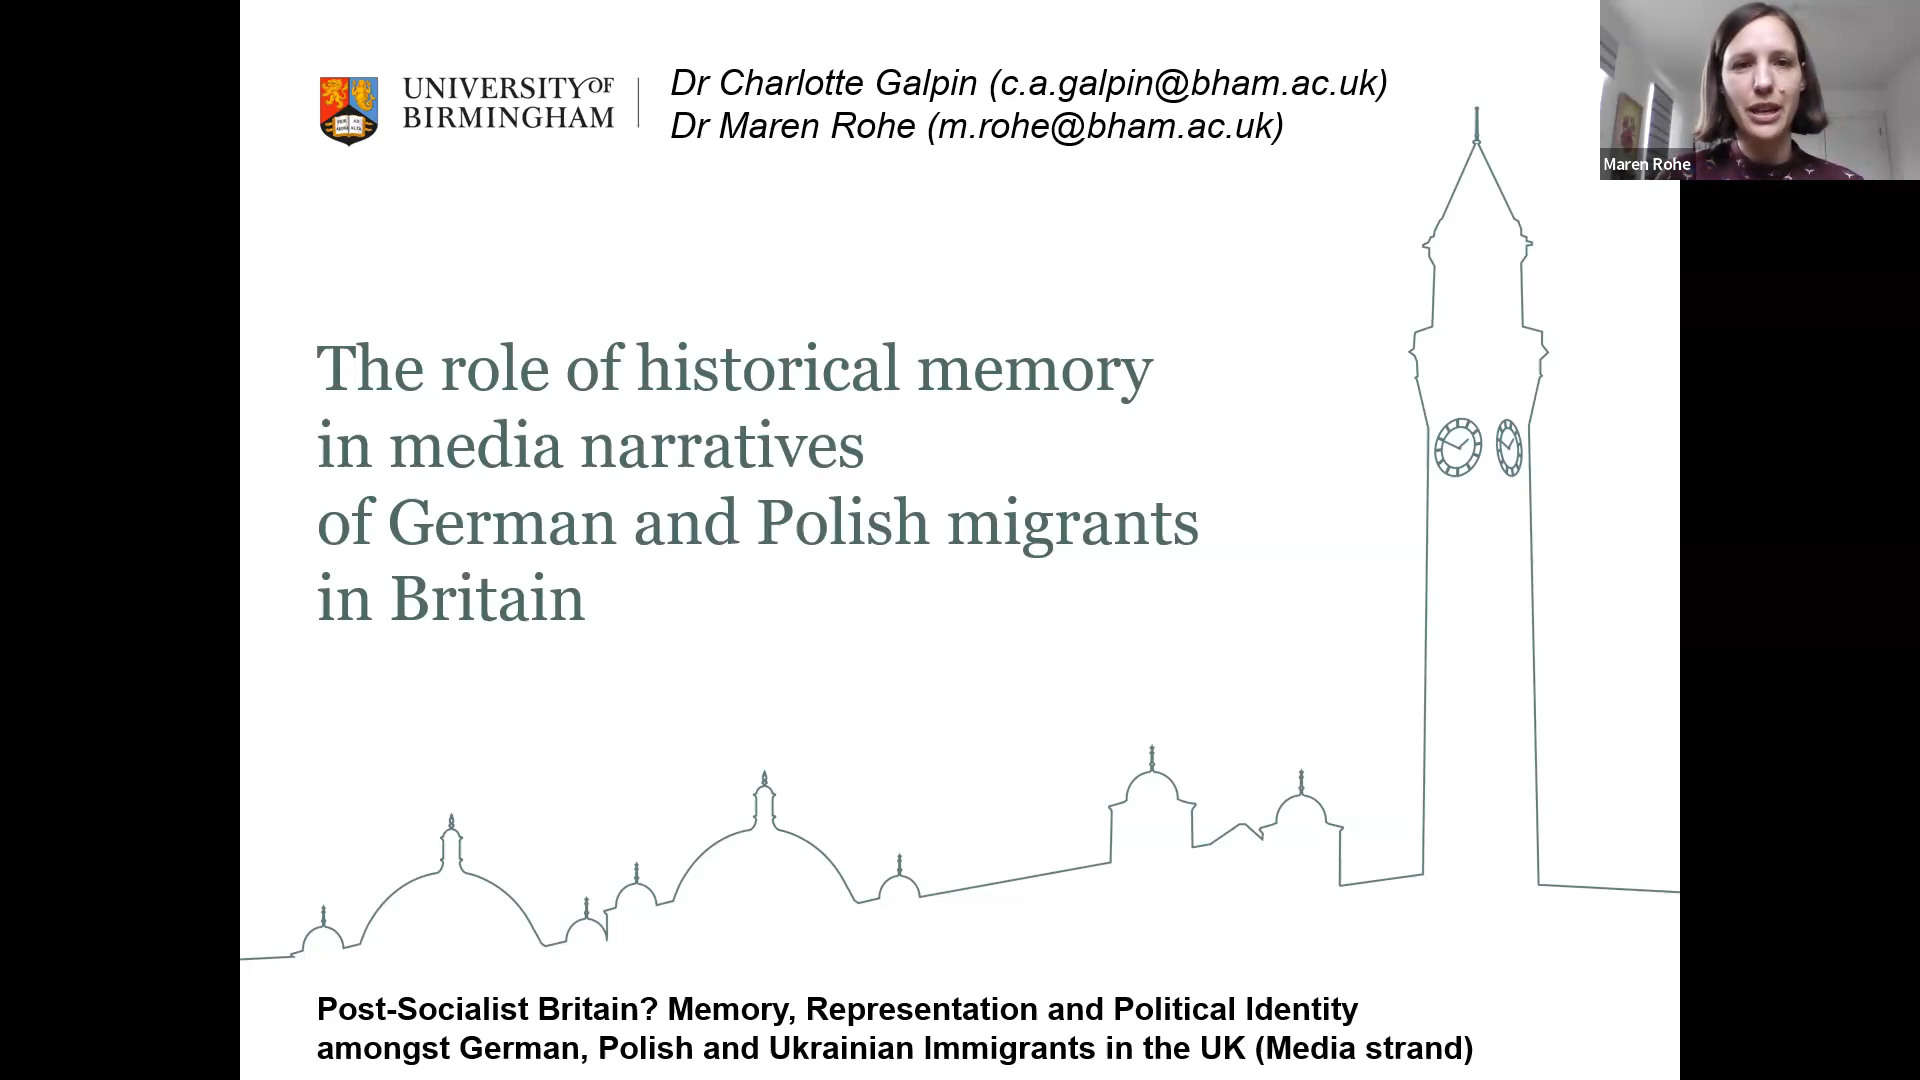 UNIVERSITY OF
BIRMINGHAM
Dr Charlotte Galpin (c.a.galpin@bham.ac.uk)
Dr Maren Rohe (m.rohe@bham.ac.uk)
Maren Rohe
The role of historical memory
in media narratives
of German and Polish migrants
in Britain
Post-Socialist Britain? Memory, Representation and Political Identity
amongst German, Polish and Ukrainian Immigrants in the UK (Media strand)